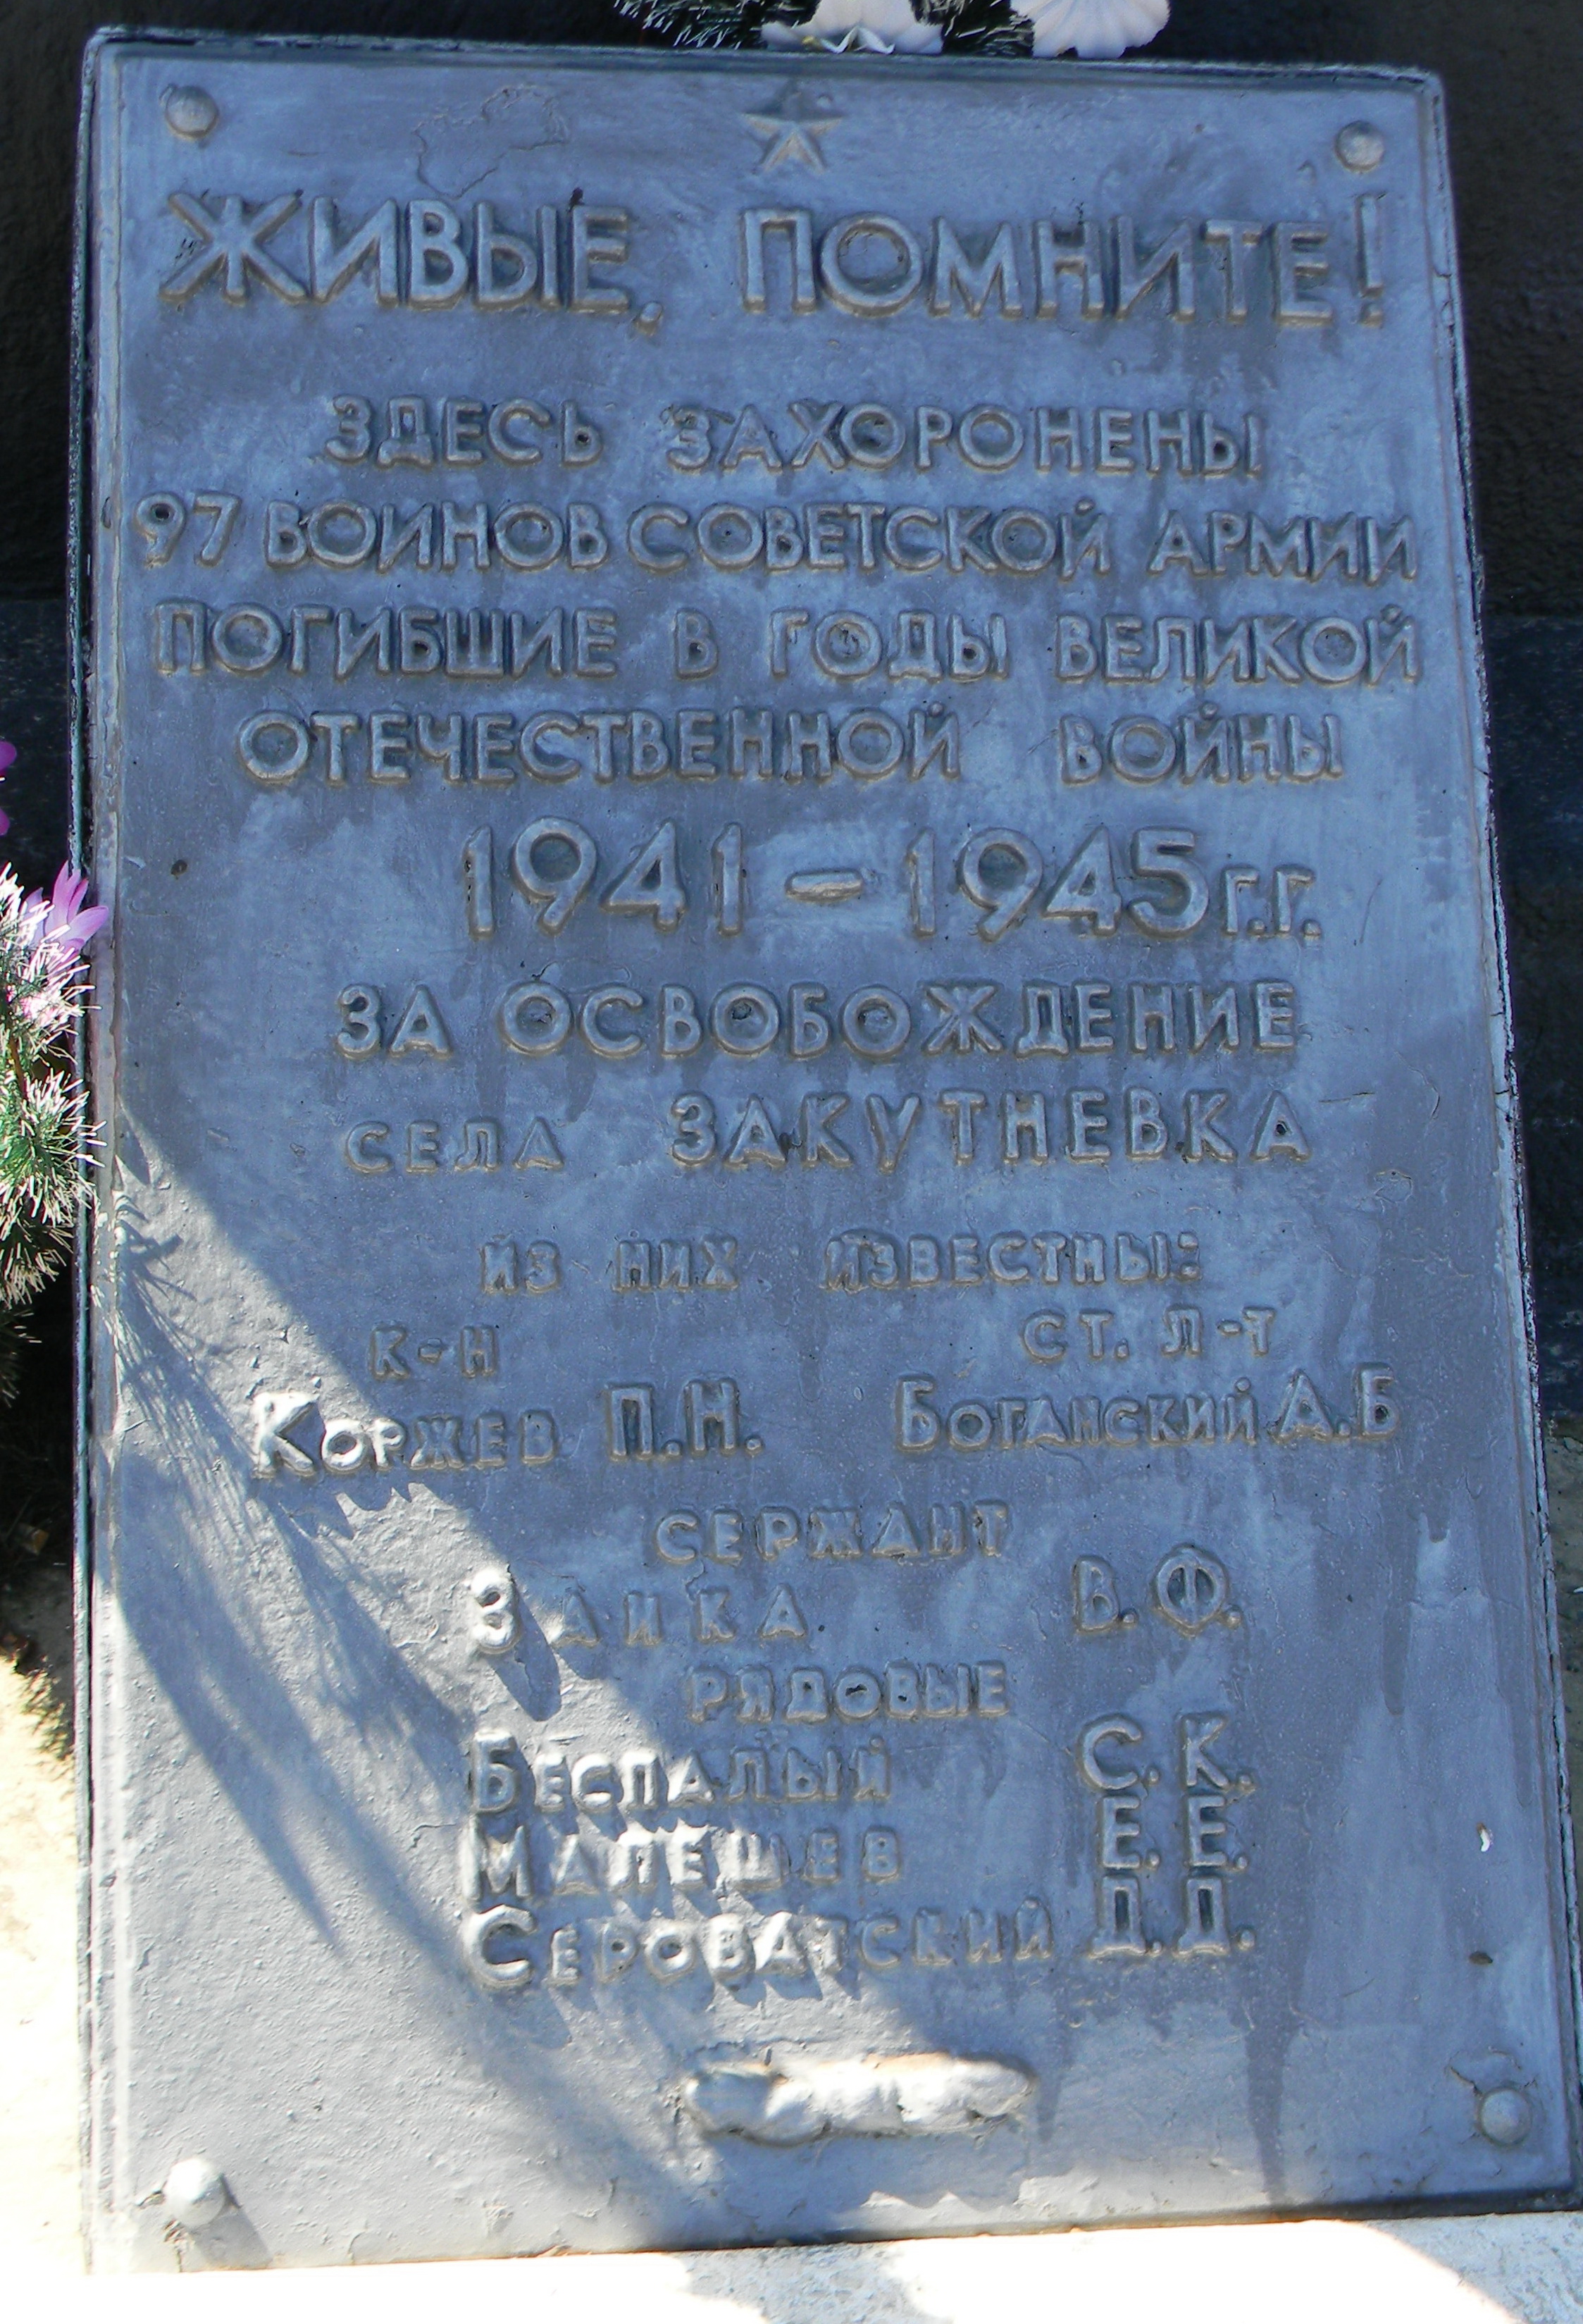 ЖИВЫЕ, ПОМНИТЕ!
ЗДЕСЬ ЗАХОРОНЕНЫ
97 ВОИНОВ СОВЕТСКОЙ АРМИИ
ПОГИБШИЕ В ГОДЫ ВЕЛИКОЙ
ОТЕЧЕСТВЕННОЙ ВОЙНЫ
1941-1945 г.г.
ЗА ОСВОБОЖДЕНИЕ
СЕЛА ЗАКУТНЕВКА
ИЗ НИХ ИЗВЕСТНЫ:
К-Н СТ. Л-Т
КОРЖЕВ П.Н. БОГАНСКИЙ А.Б
СЕРЖАНТ
ЗАИКА В.Ф.
РЯДОВЫЕ
БЕСПАЛЫЙ С.К.
МАЛЕШЕВ Е.Е.
СЕРОВАТСКИЙ Д.Д.